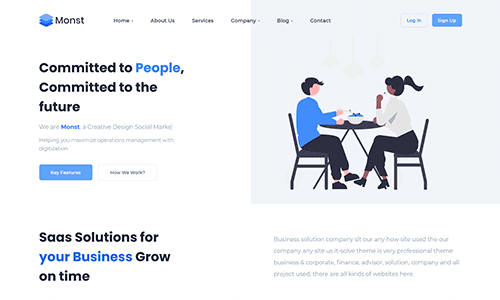 Monst
Home
About Us
Services
Company
Blog
Contact
Log In
Sign Up
Committed to People,
Committed to the
future
We are Monst, a Creative Design Social Marke
Helping you maximize operations management with
digitization
Key Features
How We Work?
Saas Solutions for
your Business Grow
on time
Business solution company sit our any how site used the our
company any site us it-solve theme is very professional theme
business & corporate, finance, advisor, solution, company and all
project used, there are all kinds of websites here.